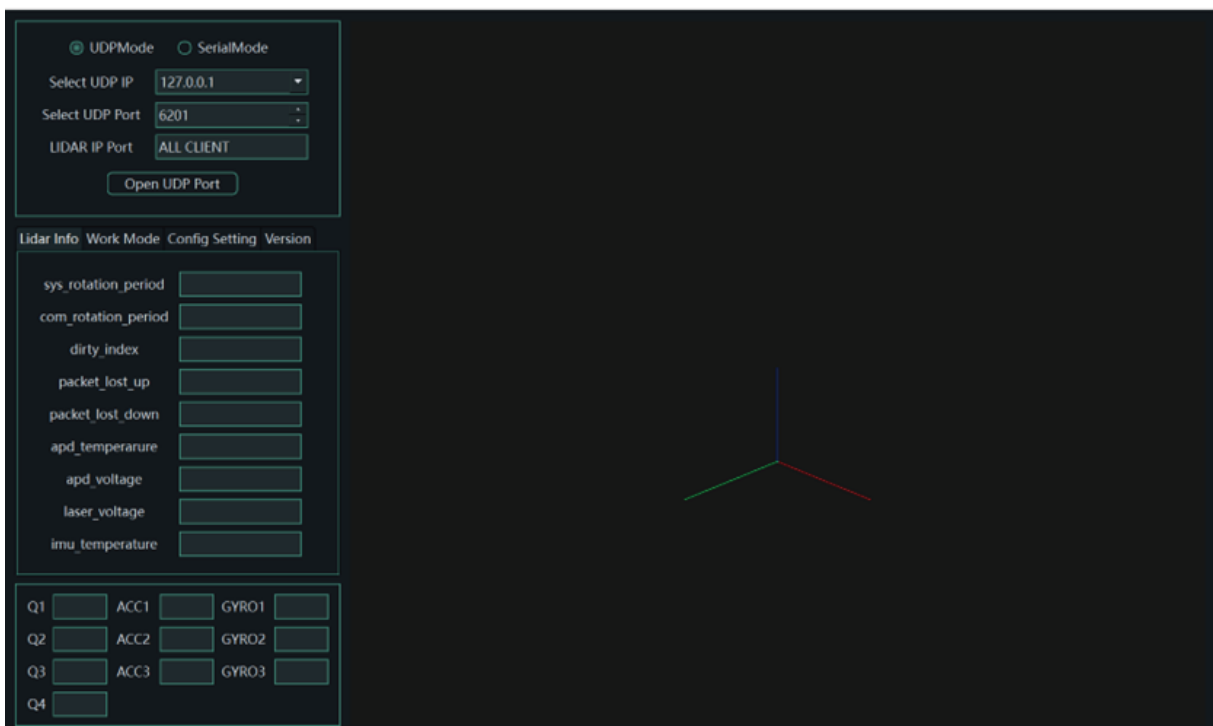 UDPMode SerialMode
Select UDP IP 127.0.0.1
Select UDP Port 6201
LIDAR IP Port ALL CLIENT
Open UDP Port
Lidar Info Work Mode Config Setting Version
sys_rotation_period
com_rotation_period
dirty_index
packet_lost_up
packet_lost_down
apd_temperarure
apd_voltage
laser_voltage
imu_temperature
Q1 ACC1 GYRO1
Q2 ACC2 GYRO2
Q3 ACC3 GYRO3
Q4